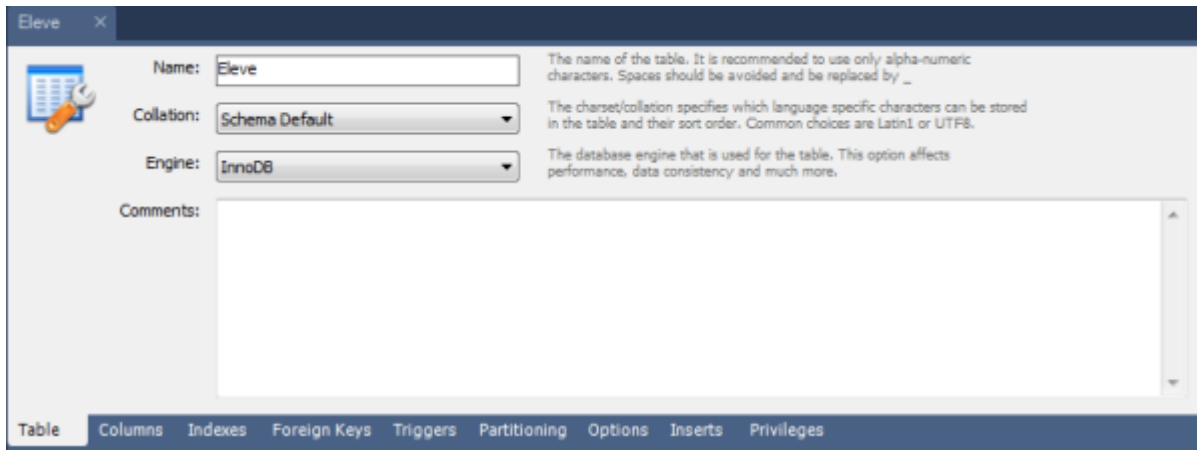 Eleve ×
Name: Eleve
The name of the table. It is recommended to use only alpha-numeric
characters. Spaces should be avoided and be replaced by _
Collation: Schema Default
The charset/collation specifies which language specific characters can be stored
in the table and their sort order. Common choices are Latin1 or UTF8.
Engine: InnoDB
The database engine that is used for the table. This option affects
performance, data consistency and much more.
Comments:
Table Columns Indexes Foreign Keys Triggers Partitioning Options Inserts Privileges